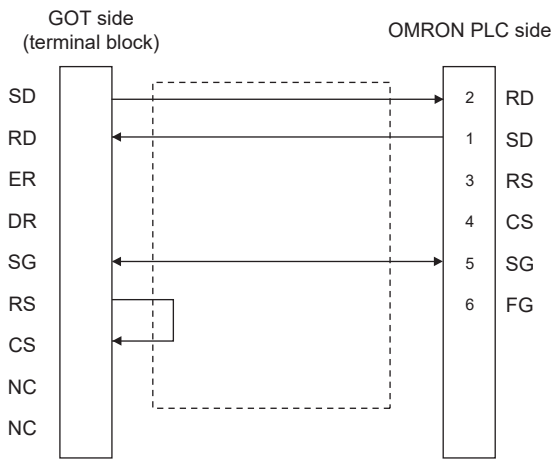 GOT side
(terminal block)
OMRON PLC side
SD 2 RD
RD 1 SD
ER 3 RS
DR 4 CS
SG 5 SG
RS 6 FG
CS
NC
NC